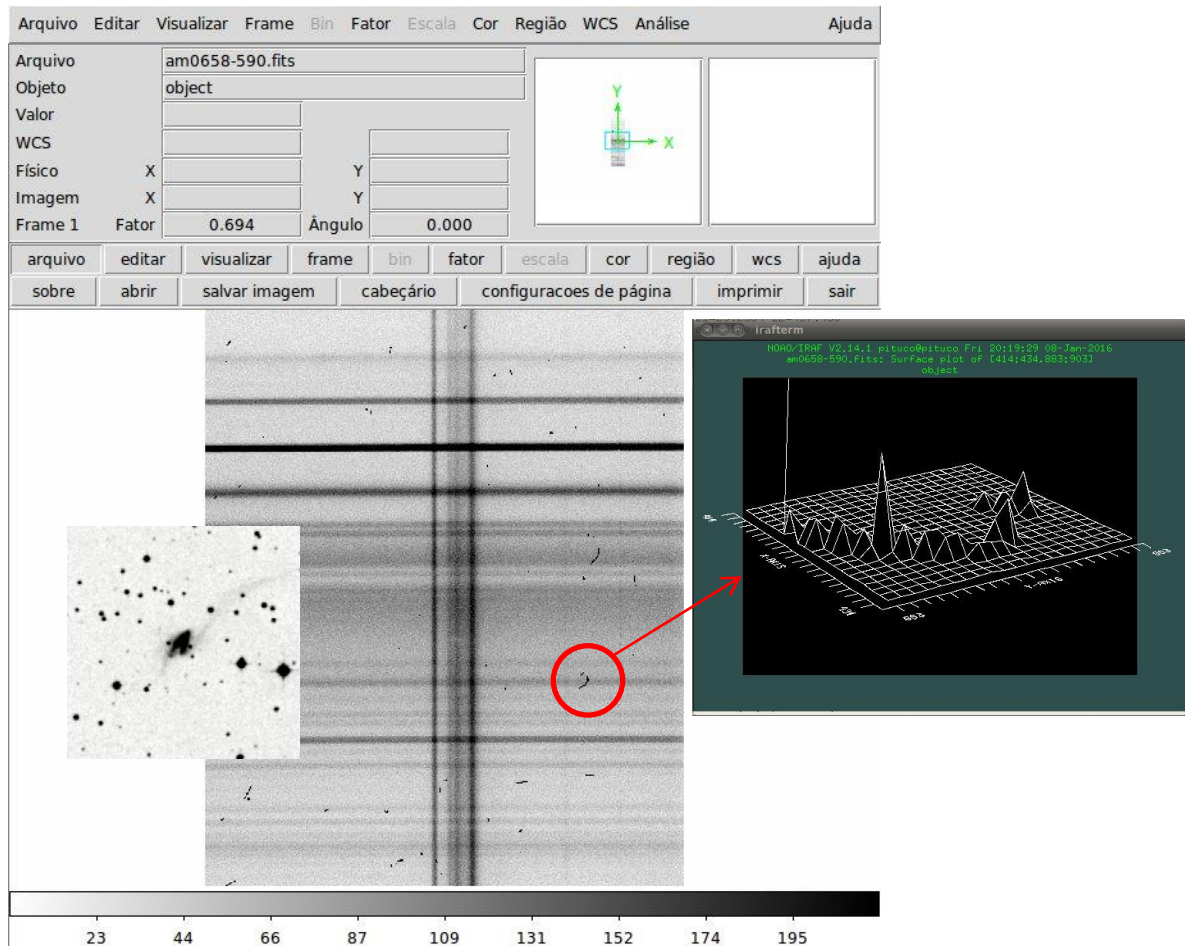 Arquivo Editar Visualizar Frame Bin Fator Escala Cor Região WCS Análise Ajuda
Arquivo am0658-590.fits
Objeto object
Valor
WCS
Físico X Y
Imagem X Y
Frame 1 Fator 0.694 Ângulo 0.000
Y
X
arquivo editar visualizar frame bin fator escala cor região wcs ajuda
sobre abrir salvar imagem cabeçário configuracoes de página imprimir sair
irafterm
NOAO/IRAF V2.14.1 pituco@pituco Fri 20:19:29 08-Jan-2016
am0658-590.fits: Surface plot of [414:434,883:903]
object
23 44 66 87 109 131 152 174 195